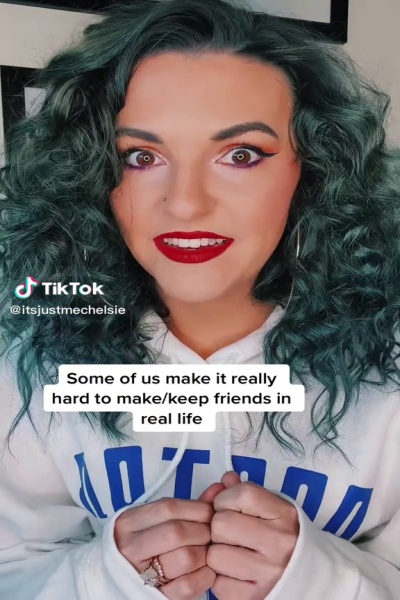 TikTok
@itsjustmechelsie
Some of us make it really
hard to make/keep friends in
real life